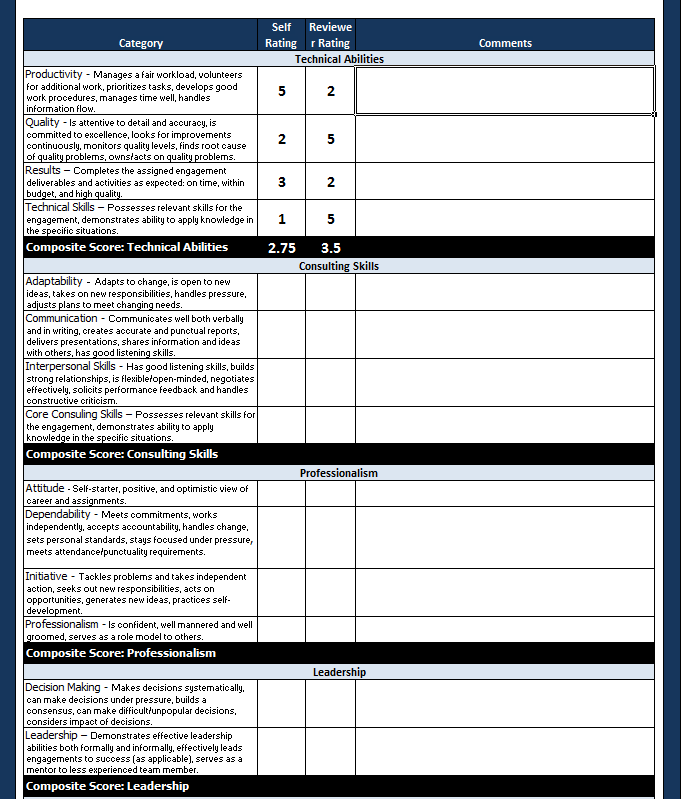 Self Reviewe
Category Rating r Rating Comments
Technical Abilities
Productivity - Manages a fair workload, volunteers
for additional work, prioritizes tasks, develops good
work procedures, manages time well, handles
information flow.
5 2
Quality - Is attentive to detail and accuracy, is
committed to excellence, looks for improvements
continuously, monitors quality levels, finds root cause
of quality problems, owns/acts on quality problems.
2 5
Results – Completes the assigned engagement
deliverables and activities as expected: on time, within
budget, and high quality.
3 2
Technical Skills – Possesses relevant skills for the
engagement, demonstrates ability to apply knowledge in
the specific situations.
1 5
Composite Score: Technical Abilities 2.75 3.5
Consulting Skills
Adaptability - Adapts to change, is open to new
ideas, takes on new responsibilities, handles pressure,
adjusts plans to meet changing needs.
Communication - Communicates well both verbally
and in writing, creates accurate and punctual reports,
delivers presentations, shares information and ideas
with others, has good listening skills.
Interpersonal Skills - Has good listening skills, builds
strong relationships, is flexible/open-minded, negotiates
effectively, solicits performance feedback and handles
constructive criticism.
Core Consuling Skills – Possesses relevant skills for
the engagement, demonstrates ability to apply
knowledge in the specific situations.
Composite Score: Consulting Skills
Professionalism
Attitude - Self-starter, positive, and optimistic view of
career and assignments.
Dependability - Meets commitments, works
independently, accepts accountability, handles change,
sets personal standards, stays focused under pressure,
meets attendance/punctuality requirements.
Initiative - Tackles problems and takes independent
action, seeks out new responsibilities, acts on
opportunities, generates new ideas, practices self-
development.
Professionalism - Is confident, well mannered and well
groomed, serves as a role model to others.
Composite Score: Professionalism
Leadership
Decision Making - Makes decisions systematically,
can make decisions under pressure, builds a
consensus, can make difficult/unpopular decisions,
considers impact of decisions.
Leadership – Demonstrates effective leadership
abilities both formally and informally, effectively leads
engagements to success (as applicable), serves as a
mentor to less experienced team member.
Composite Score: Leadership